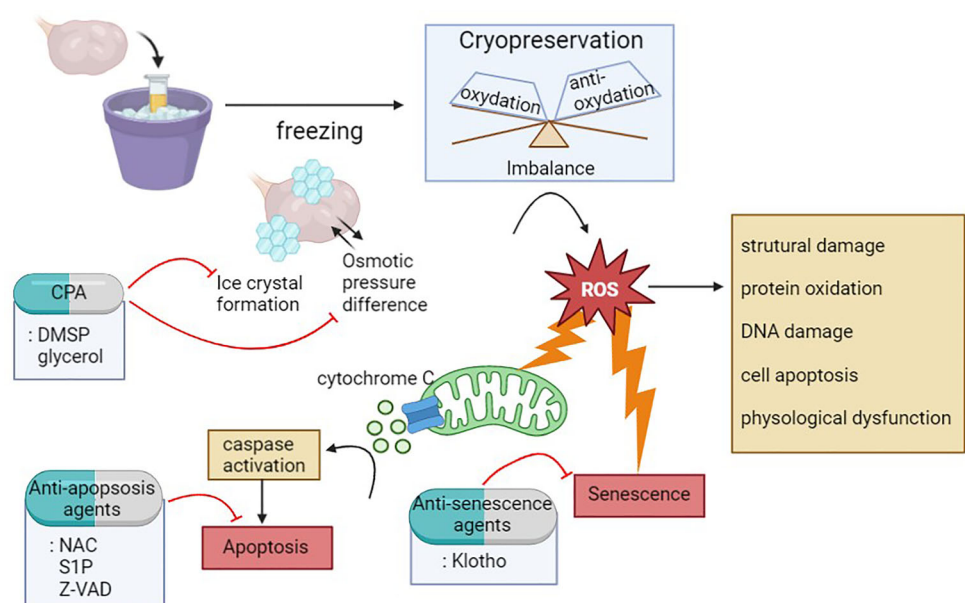 Cryopreservation
oxydation
anti-
oxydation
Imbalance
freezing
Ice crystal
formation
Osmotic
pressure
difference
CPA
: DMSP
glycerol
ROS
strutural damage
protein oxidation
DNA damage
cell apoptosis
physological dysfunction
cytochrome C
caspase
activation
Apoptosis
Anti-apopsosis
agents
: NAC
S1P
Z-VAD
Anti-senescence
agents
: Klotho
Senescence